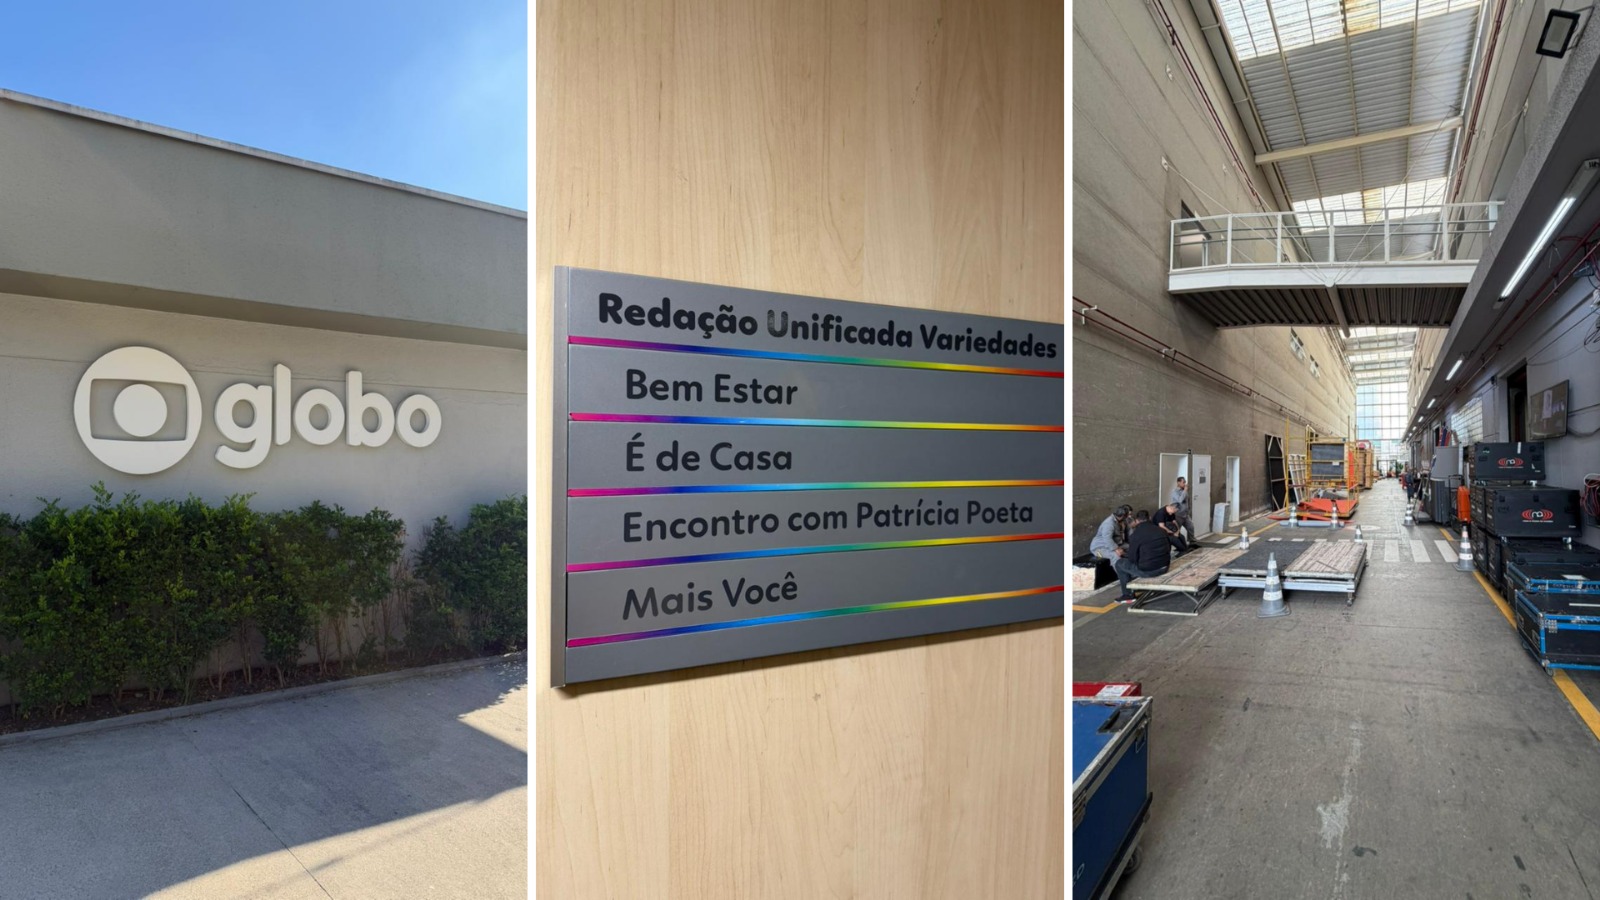 globo
Redação Unificada Variedades
Bem Estar
É de Casa
Encontro com Patrícia Poeta
Mais Você